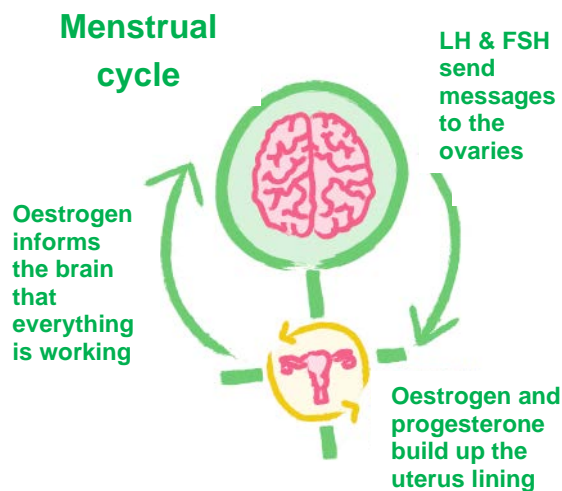 Menstrual
cycle
LH & FSH
send
messages
to the
ovaries
Oestrogen
informs
the brain
that
everything
is working
Oestrogen and
progesterone
build up the
uterus lining